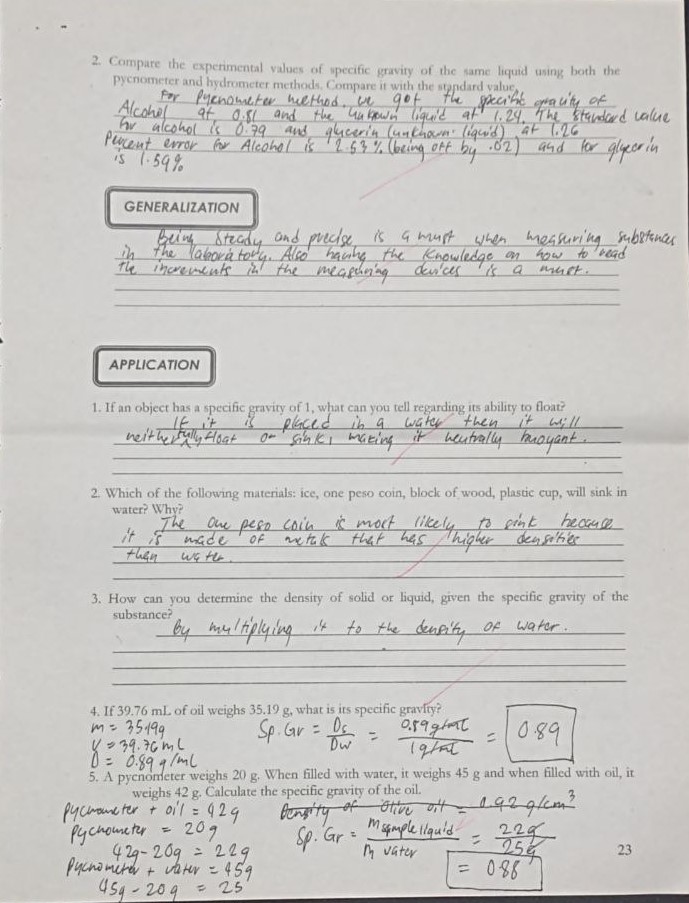 2. Compare the experimental values of specific gravity of the same liquid using both the
pycnometer and hydrometer methods. Compare it with the standard value.
For Pycnometer method, we got the specific gravity of
Alcohol at 0.81 and the unknown liquid at 1.24. The standard value
for alcohol is 0.79 and glycerin (unknown liquid) at 1.26
Percent error for Alcohol is 2.53% (being off by .02) and for glycerin
is 1.59%
GENERALIZATION
Being steady and precise is a must when measuring substances
in the laboratory. Also having the knowledge on how to read
the increments in the measuring devices is a must.
APPLICATION
1. If an object has a specific gravity of 1, what can you tell regarding its ability to float?
If it is placed in a water then it will
neither fully float or sink, making it neutrally buoyant.
2. Which of the following materials: ice, one peso coin, block of wood, plastic cup, will sink in
water? Why?
The one peso coin is most likely to sink because
it is made of metals that has higher densities
than water.
3. How can you determine the density of solid or liquid, given the specific gravity of the
substance?
By multiplying it to the density of water.
4. If 39.76 mL of oil weighs 35.19 g, what is its specific gravity?
m = 35.19g
V = 39.76 mL
D = 0.89 g/mL
Sp. Gr = Ds/Dw = 0.89 g/mL / 1 g/mL = 0.89
5. A pycnometer weighs 20 g. When filled with water, it weighs 45 g and when filled with oil, it
weighs 42 g. Calculate the specific gravity of the oil.
Pycnometer + oil = 42g
Pycnometer = 20g
42g - 20g = 22g
Pycnometer + water = 45g
45g - 20g = 25
Density of Olive oil = 0.92 g/cm³
Sp. Gr = m sample liquid / m water = 22g / 25g
= 0.88
23